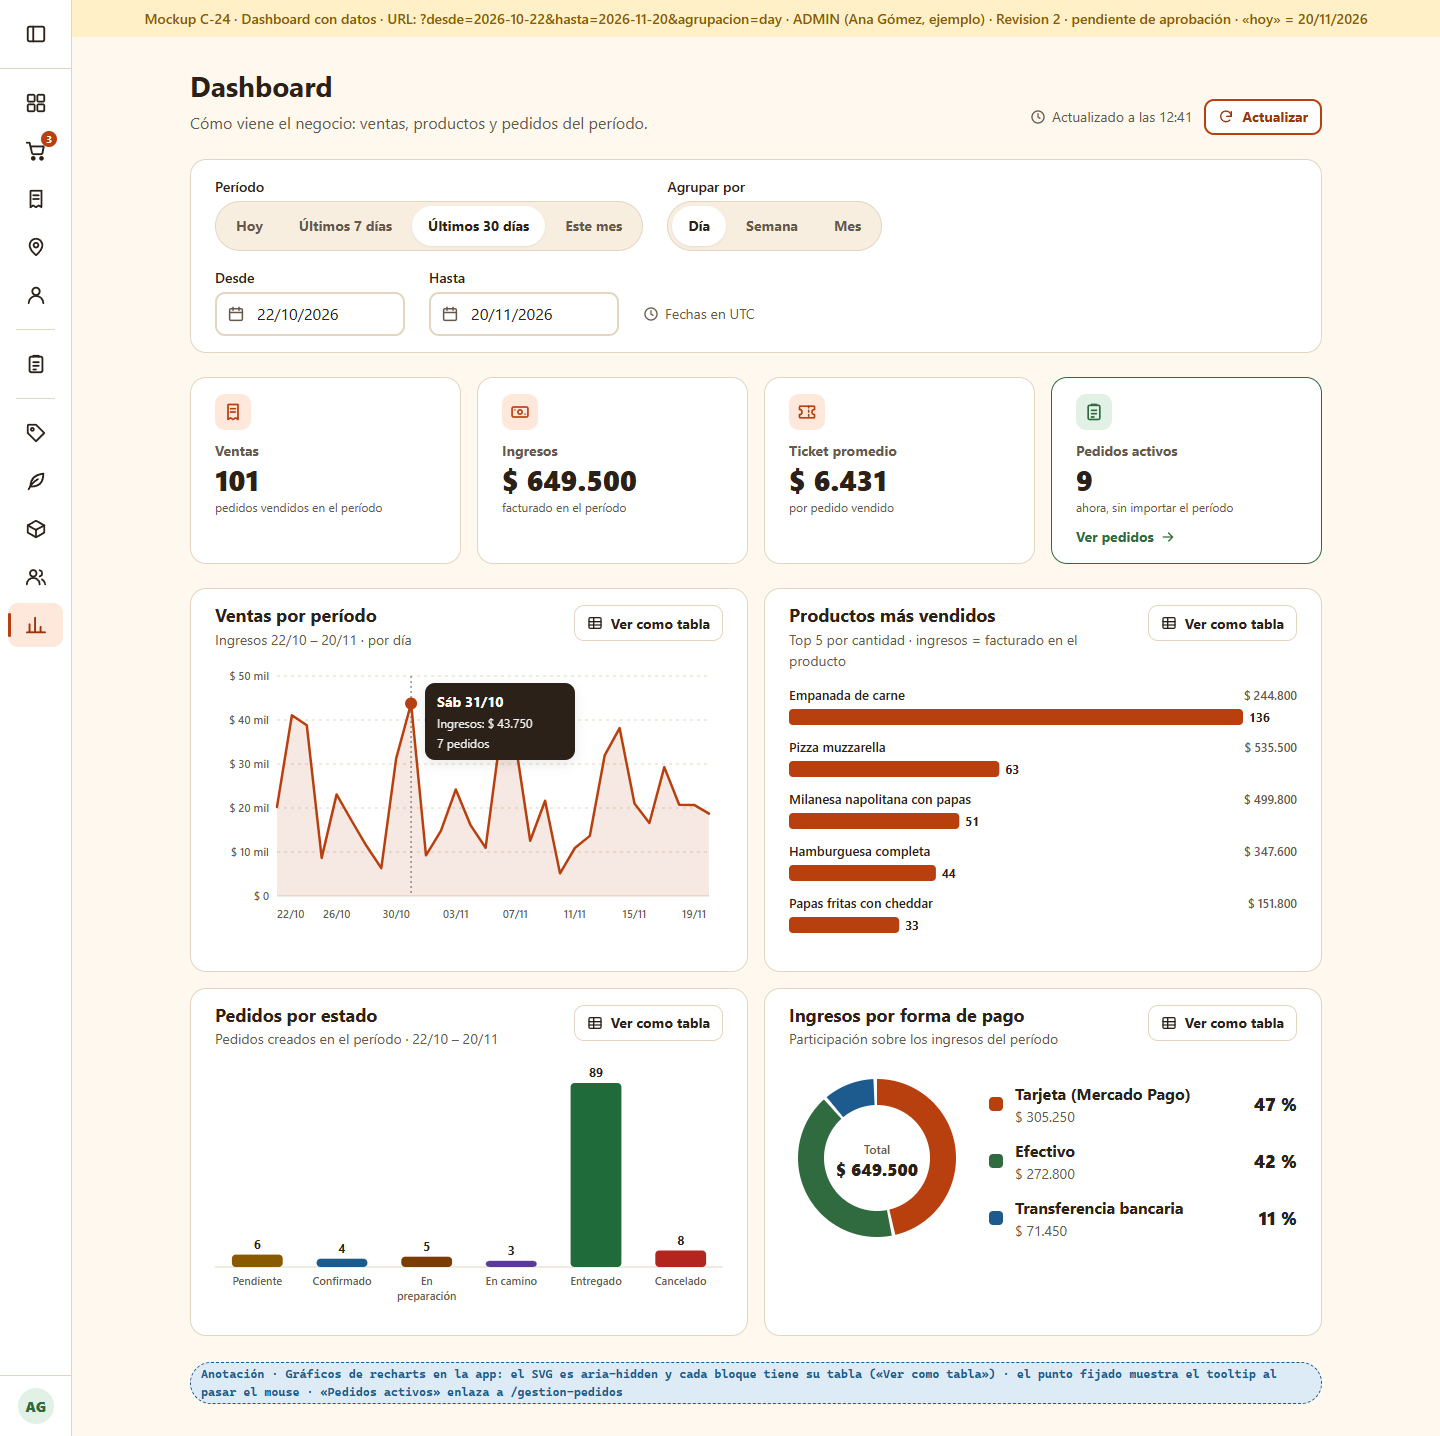 Mockup C-24 · Dashboard con datos · URL: ?desde=2026-10-22&hasta=2026-11-20&agrupacion=day · ADMIN (Ana Gómez, ejemplo) · Revision 2 · pendiente de aprobación · «hoy» = 20/11/2026
3
AG
Dashboard
Cómo viene el negocio: ventas, productos y pedidos del período.
Actualizado a las 12:41
Actualizar
Período
Agrupar por
Hoy
Últimos 7 días
Últimos 30 días
Este mes
Día
Semana
Mes
Desde
Hasta
22/10/2026
20/11/2026
Fechas en UTC
Ventas
101
pedidos vendidos en el período
Ingresos
$ 649.500
facturado en el período
Ticket promedio
$ 6.431
por pedido vendido
Pedidos activos
9
ahora, sin importar el período
Ver pedidos
Ventas por período
Ingresos 22/10 – 20/11 · por día
Ver como tabla
$ 50 mil
$ 40 mil
$ 30 mil
$ 20 mil
$ 10 mil
$ 0
Sáb 31/10
Ingresos: $ 43.750
7 pedidos
22/10
26/10
30/10
03/11
07/11
11/11
15/11
19/11
Productos más vendidos
Top 5 por cantidad · ingresos = facturado en el
producto
Ver como tabla
Empanada de carne
$ 244.800
136
Pizza muzzarella
$ 535.500
63
Milanesa napolitana con papas
$ 499.800
51
Hamburguesa completa
$ 347.600
44
Papas fritas con cheddar
$ 151.800
33
Pedidos por estado
Pedidos creados en el período · 22/10 – 20/11
Ver como tabla
6
4
5
3
89
8
Pendiente
Confirmado
En
preparación
En camino
Entregado
Cancelado
Ingresos por forma de pago
Participación sobre los ingresos del período
Ver como tabla
Total
$ 649.500
Tarjeta (Mercado Pago)
$ 305.250
47 %
Efectivo
$ 272.800
42 %
Transferencia bancaria
$ 71.450
11 %
Anotación · Gráficos de recharts en la app: el SVG es aria-hidden y cada bloque tiene su tabla («Ver como tabla») · el punto fijado muestra el tooltip al
pasar el mouse · «Pedidos activos» enlaza a /gestion-pedidos